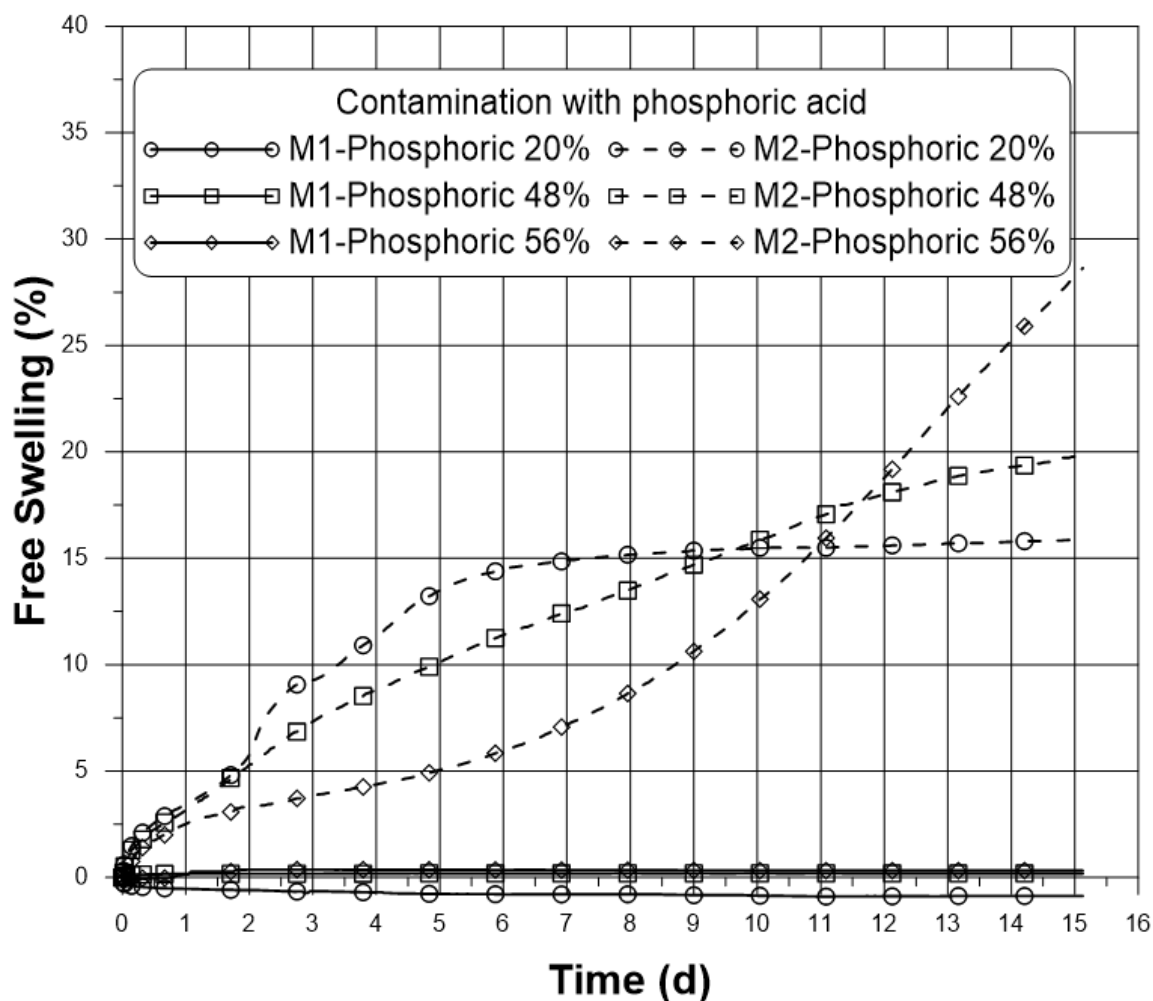 40
35
30
25
20
15
10
5
0
Free Swelling (%)
Contamination with phosphoric acid
M1-Phosphoric 20% M2-Phosphoric 20%
M1-Phosphoric 48% M2-Phosphoric 48%
M1-Phosphoric 56% M2-Phosphoric 56%
0 1 2 3 4 5 6 7 8 9 10 11 12 13 14 15 16
Time (d)